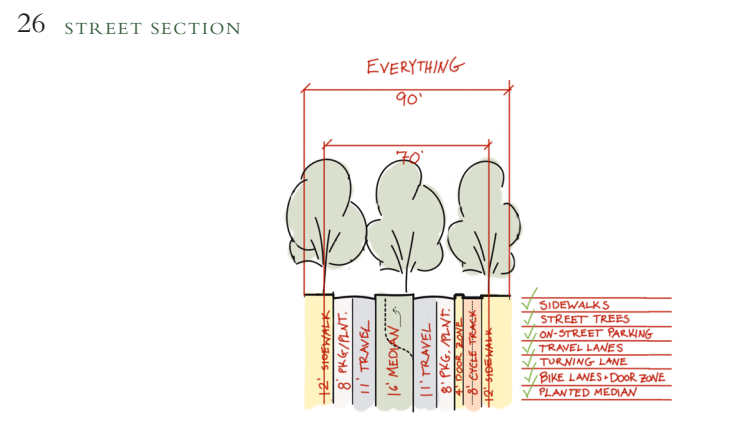 26 STREET SECTION
EVERYTHING
90'
70'
12' SIDEWALK
8' PKG/PLNT.
11' TRAVEL
16' MEDIAN
11' TRAVEL
8' PKG./PLNT.
4' DOOR ZONE
8' CYCLE TRACK
12' SIDEWALK
SIDEWALKS
STREET TREES
ON-STREET PARKING
TRAVEL LANES
TURNING LANE
BIKE LANES + DOOR ZONE
PLANTED MEDIAN